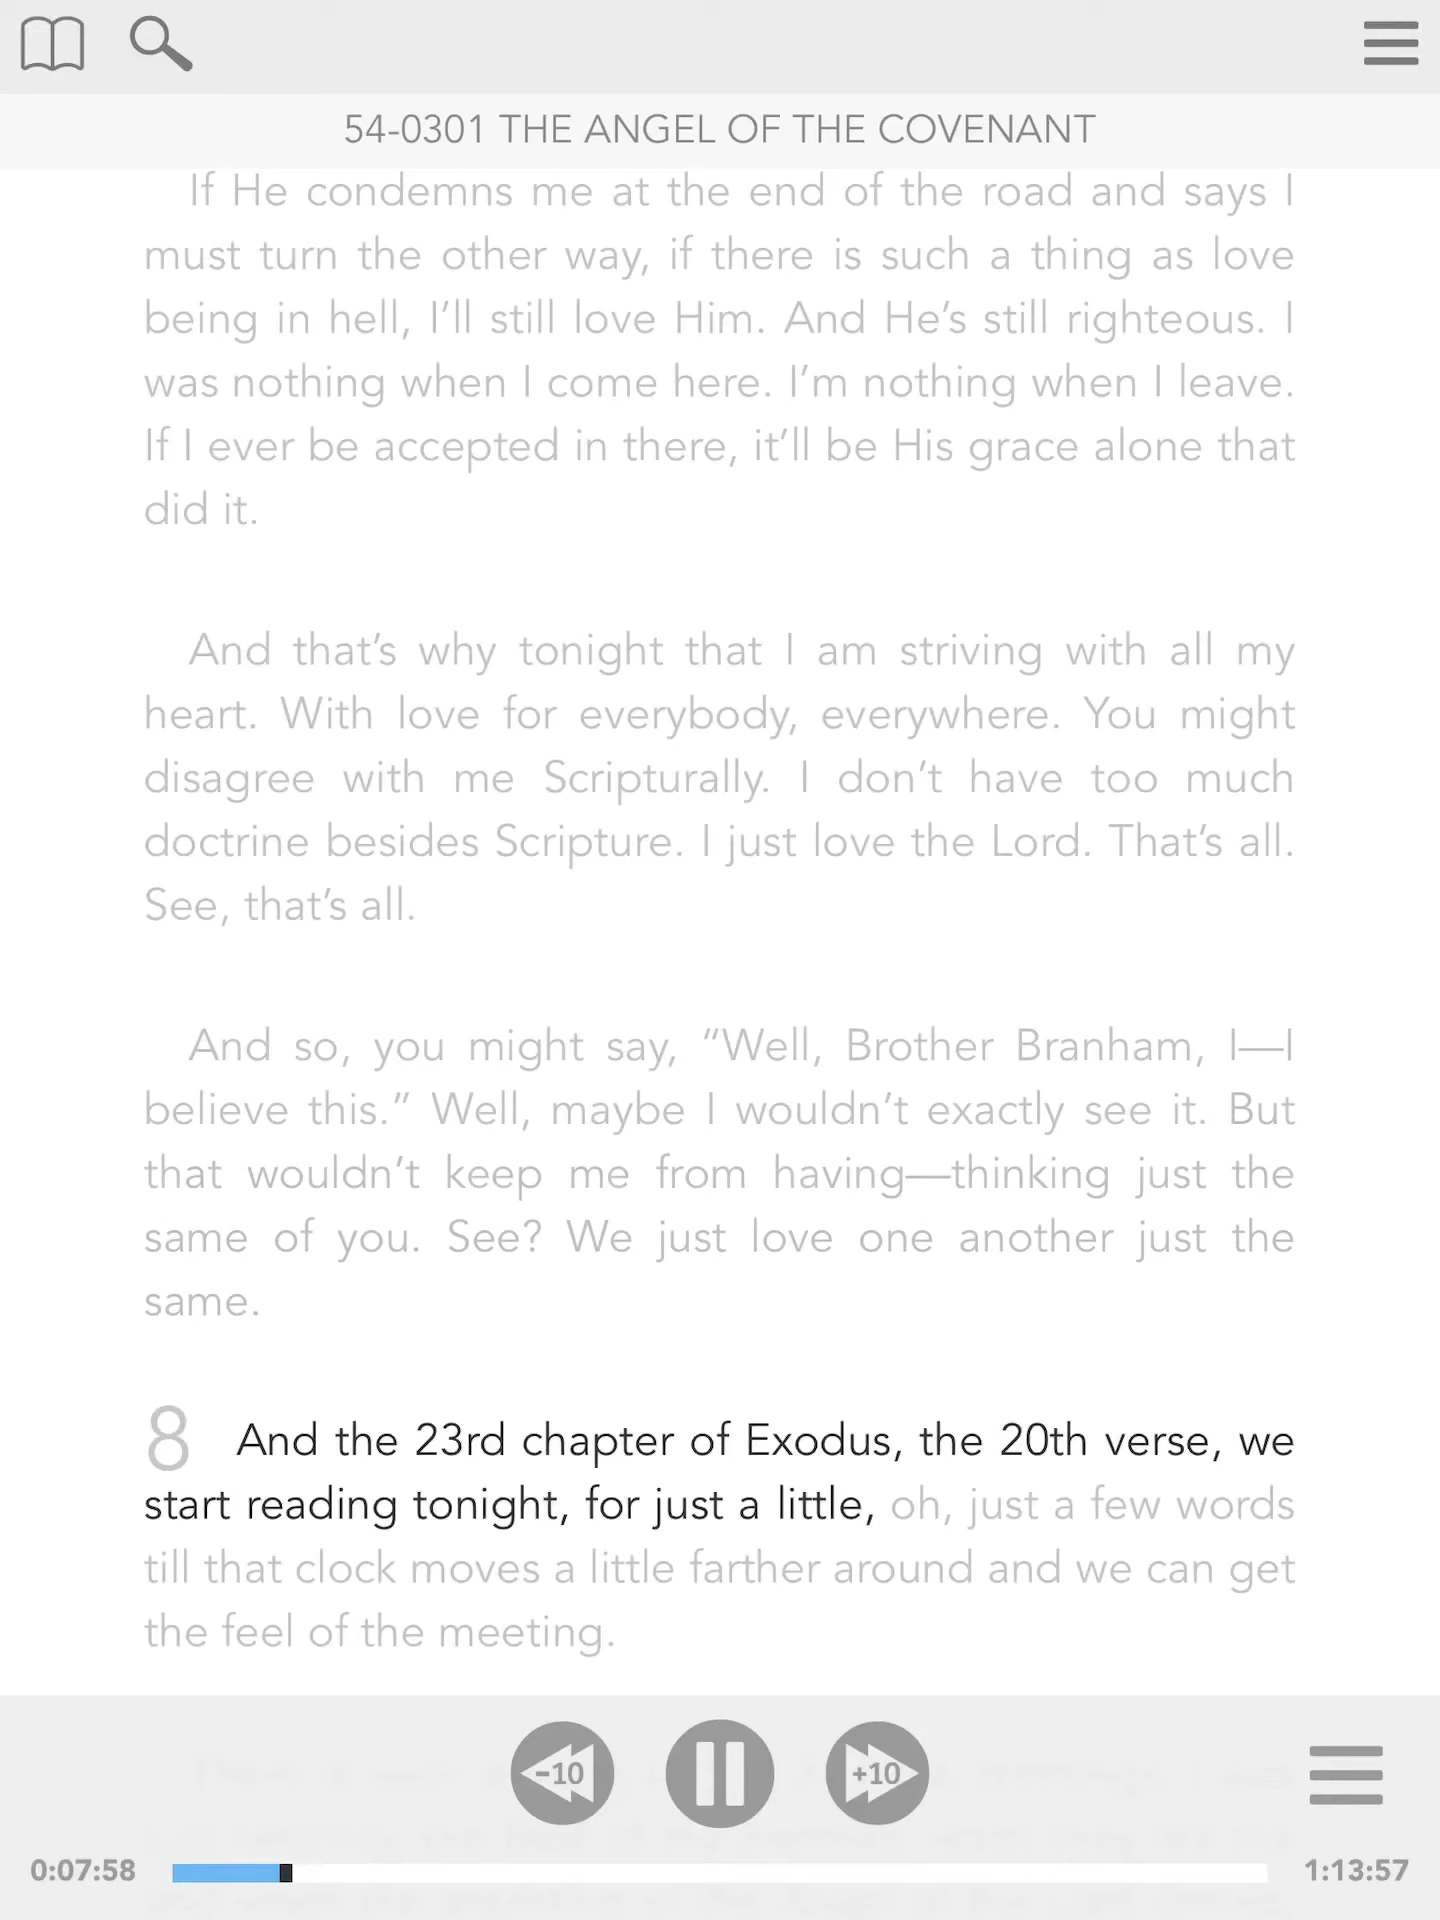 54-0301 THE ANGEL OF THE COVENANT
If He condemns me at the end of the road and says I
must turn the other way, if there is such a thing as love
being in hell, I’ll still love Him. And He’s still righteous. I
was nothing when I come here. I’m nothing when I leave.
If I ever be accepted in there, it’ll be His grace alone that
did it.
And that’s why tonight that I am striving with all my
heart. With love for everybody, everywhere. You might
disagree with me Scripturally. I don’t have too much
doctrine besides Scripture. I just love the Lord. That’s all.
See, that’s all.
And so, you might say, “Well, Brother Branham, I—I
believe this.” Well, maybe I wouldn’t exactly see it. But
that wouldn’t keep me from having—thinking just the
same of you. See? We just love one another just the
same.
8 And the 23rd chapter of Exodus, the 20th verse, we
start reading tonight, for just a little, oh, just a few words
till that clock moves a little farther around and we can get
the feel of the meeting.
-10 +10
0:07:58 1:13:57